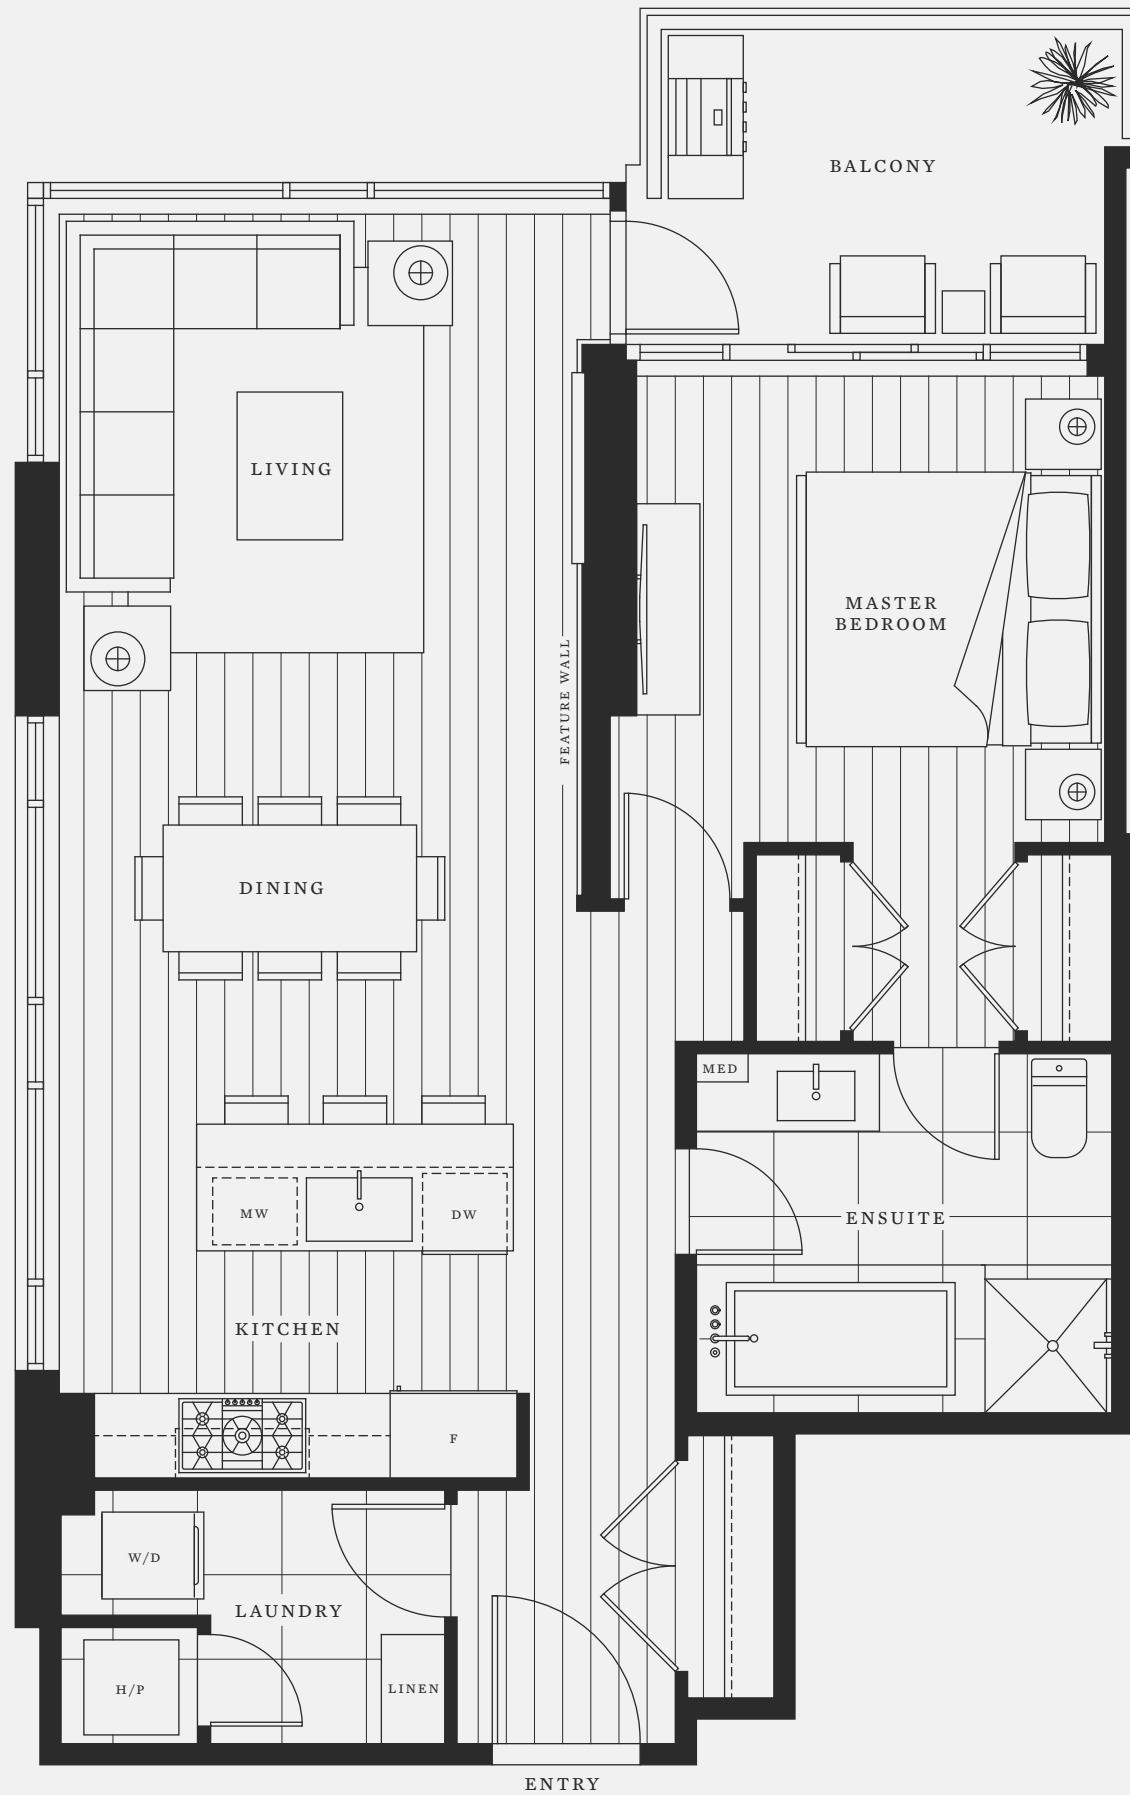 BALCONY
LIVING
MASTER
BEDROOM
FEATURE WALL
DINING
MED
MW
DW
ENSUITE
KITCHEN
F
W/D
LAUNDRY
H/P
LINEN
ENTRY